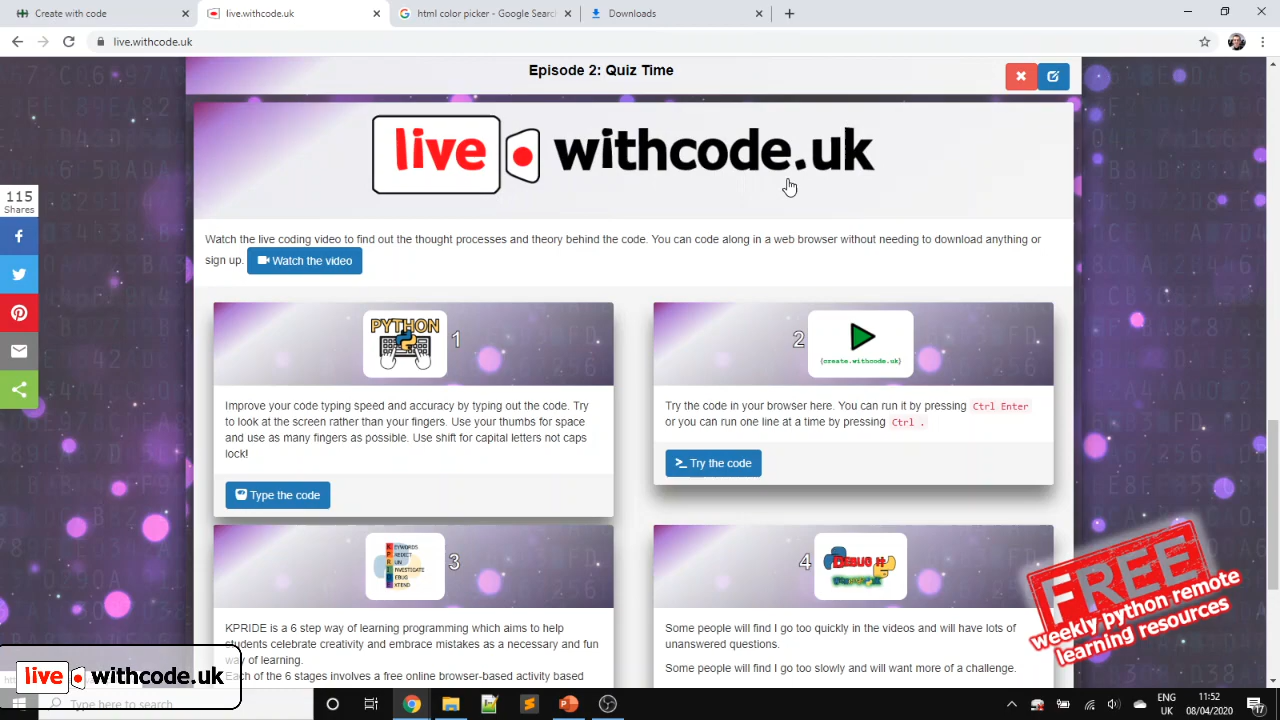 Create with code
live.withcode.uk
html color picker - Google Search
Downloads
live.withcode.uk
Episode 2: Quiz Time
live withcode.uk
115
Shares
Watch the live coding video to find out the thought processes and theory behind the code. You can code along in a web browser without needing to download anything or
sign up. Watch the video
PYTHON 1
2
{create.withcode.uk}
Improve your code typing speed and accuracy by typing out the code. Try
to look at the screen rather than your fingers. Use your thumbs for space
and use as many fingers as possible. Use shift for capital letters not caps
lock!
Try the code in your browser here. You can run it by pressing Ctrl Enter
or you can run one line at a time by pressing Ctrl .
Try the code
Type the code
KEYWORDS
PREDICT
RUN
INVESTIGATE
DEBUG
XTEND
3
4 DEBUG it
KPRIDE is a 6 step way of learning programming which aims to help
students celebrate creativity and embrace mistakes as a necessary and fun
way of learning.
Each of the 6 stages involves a free online browser-based activity based
Some people will find I go too quickly in the videos and will have lots of
unanswered questions.
Some people will find I go too slowly and will want more of a challenge.
FREE
weekly python remote
learning resources
live withcode.uk
Type here to search
ENG
UK
11:52
08/04/2020
17